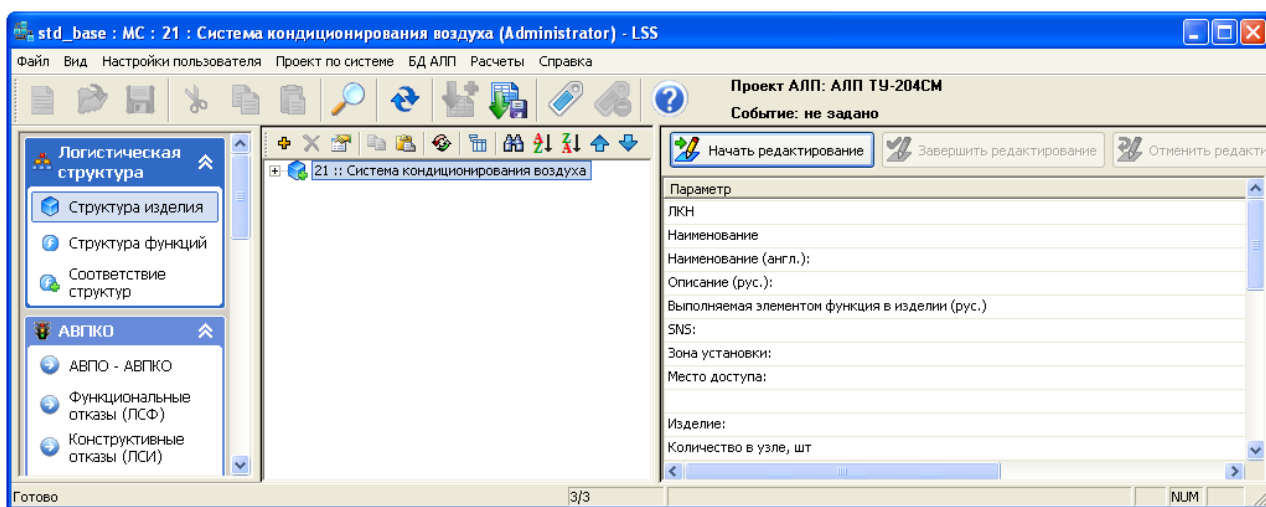 std_base : MC : 21 : Система кондиционирования воздуха (Administrator) - LSS
Файл Вид Настройки пользователя Проект по системе БД АЛП Расчеты Справка
Проект АЛП: АЛП ТУ-204СМ
Событие: не задано
Логистическая
структура
Структура изделия
Структура функций
Соответствие
структур
АВПКО
АВПО - АВПКО
Функциональные
отказы (ЛСФ)
Конструктивные
отказы (ЛСИ)
21 :: Система кондиционирования воздуха
Начать редактирование Завершить редактирование Отменить редакти
Параметр
ЛКН
Наименование
Наименование (англ.):
Описание (рус.):
Выполняемая элементом функция в изделии (рус.)
SNS:
Зона установки:
Место доступа:
Изделие:
Количество в узле, шт
Готово 3/3 NUM